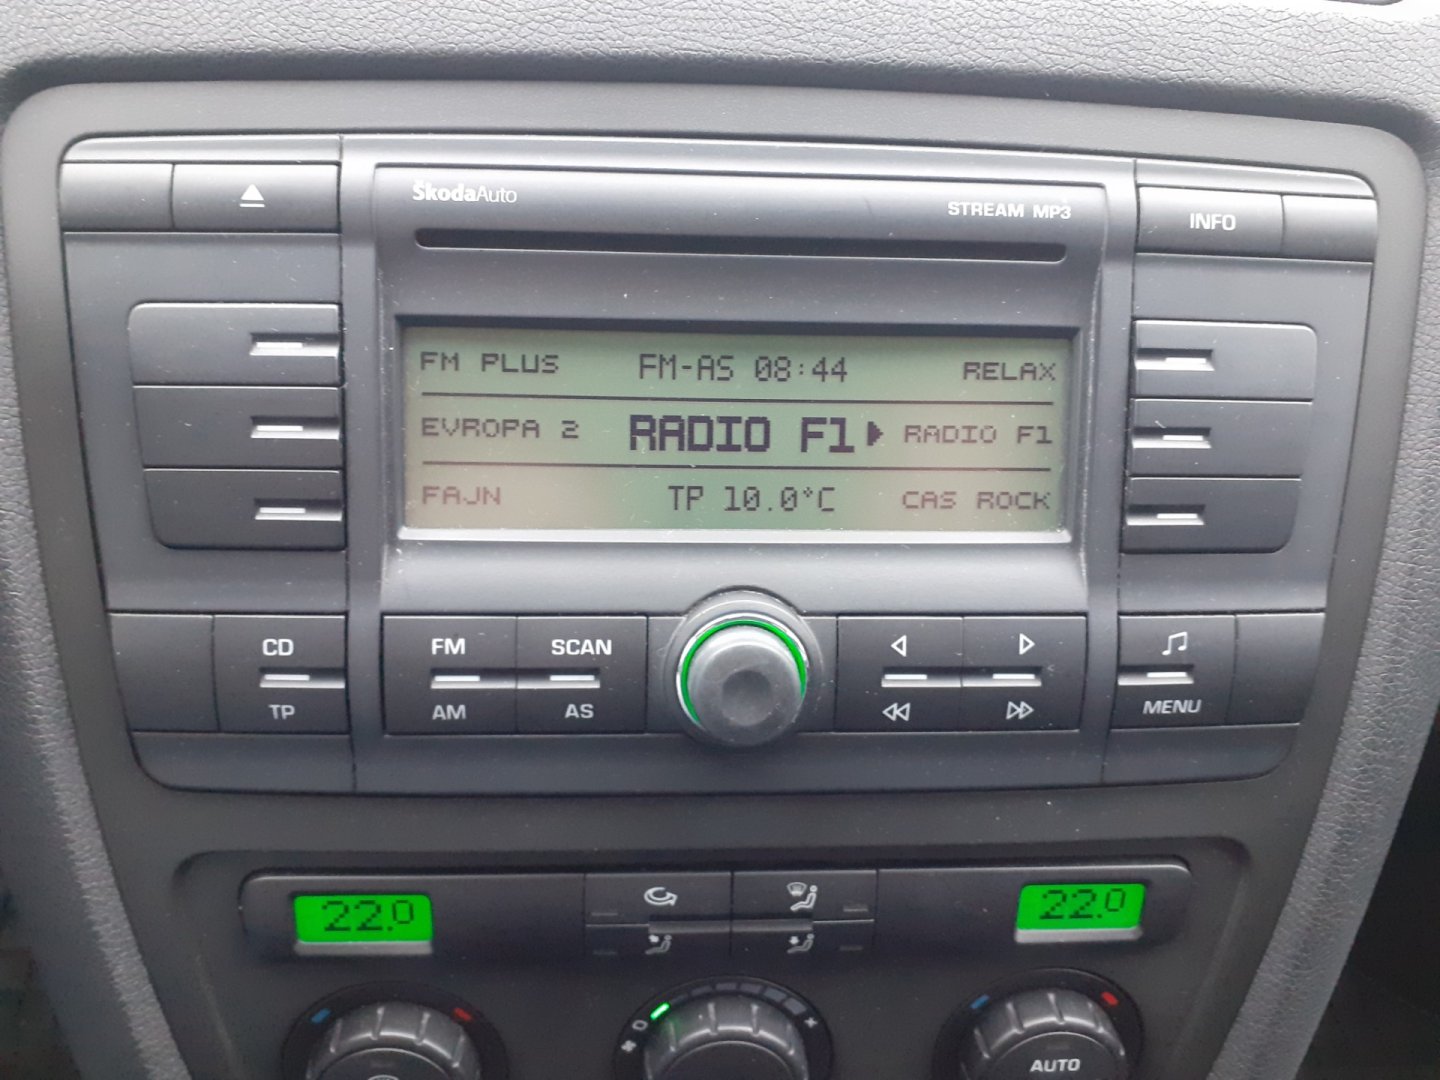 ŠkodaAuto
STREAM MP3
INFO
FM PLUS FM-AS 08:44 RELAX
EVROPA 2 RADIO F1 RADIO F1
FAJN TP 10.0°C CAS ROCK
CD FM SCAN
TP AM AS MENU
22.0 22.0
AUTO